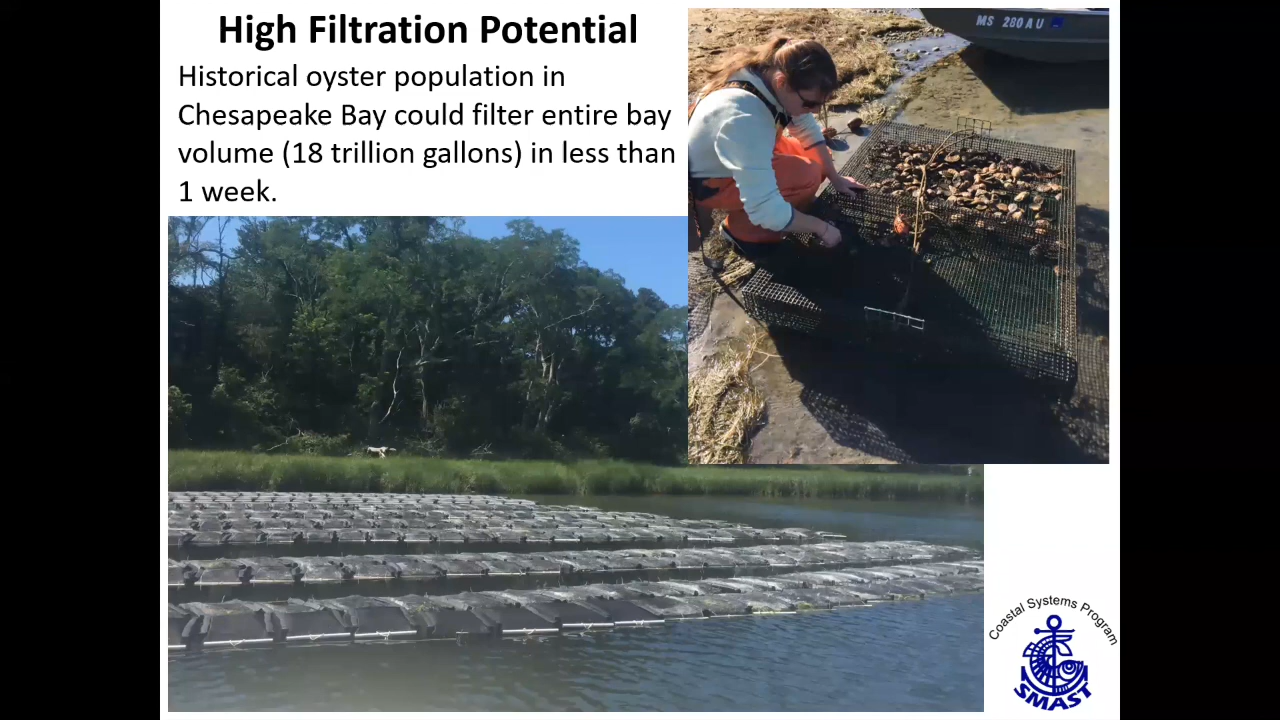 High Filtration Potential
Historical oyster population in
Chesapeake Bay could filter entire bay
volume (18 trillion gallons) in less than
1 week.
MS 280 A U
Coastal Systems Program
SMAST